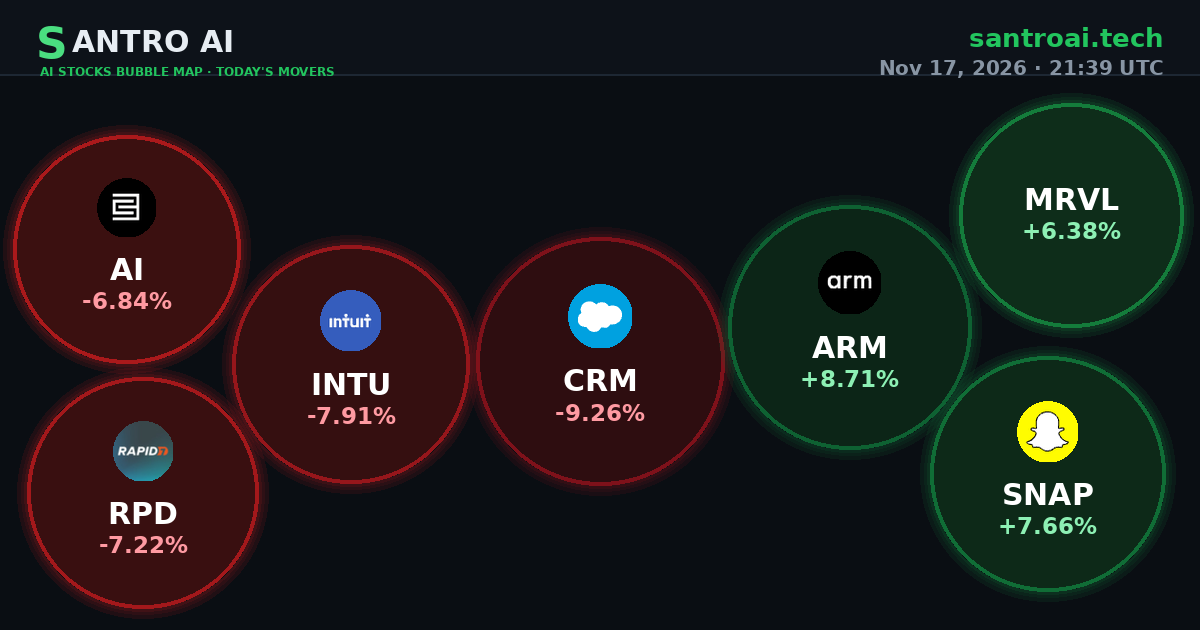 SANTRO AI
AI STOCKS BUBBLE MAP · TODAY'S MOVERS
santroai.tech
Nov 17, 2026 · 21:39 UTC
AI
-6.84%
RAPID7
RPD
-7.22%
intuit
INTU
-7.91%
CRM
-9.26%
arm
ARM
+8.71%
MRVL
+6.38%
SNAP
+7.66%